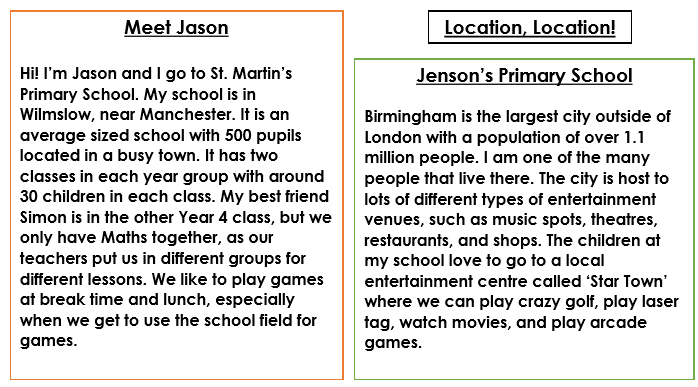 Meet Jason
Hi! I'm Jason and I go to St. Martin's
Primary School. My school is in
Wilmslow, near Manchester. It is an
average sized school with 500 pupils
located in a busy town. It has two
classes in each year group with around
30 children in each class. My best friend
Simon is in the other Year 4 class, but we
only have Maths together, as our
teachers put us in different groups for
different lessons. We like to play games
at break time and lunch, especially
when we get to use the school field for
games.
Location, Location!
Jenson's Primary School
Birmingham is the largest city outside of
London with a population of over 1.1
million people. I am one of the many
people that live there. The city is host to
lots of different types of entertainment
venues, such as music spots, theatres,
restaurants, and shops. The children at
my school love to go to a local
entertainment centre called 'Star Town'
where we can play crazy golf, play laser
tag, watch movies, and play arcade
games.